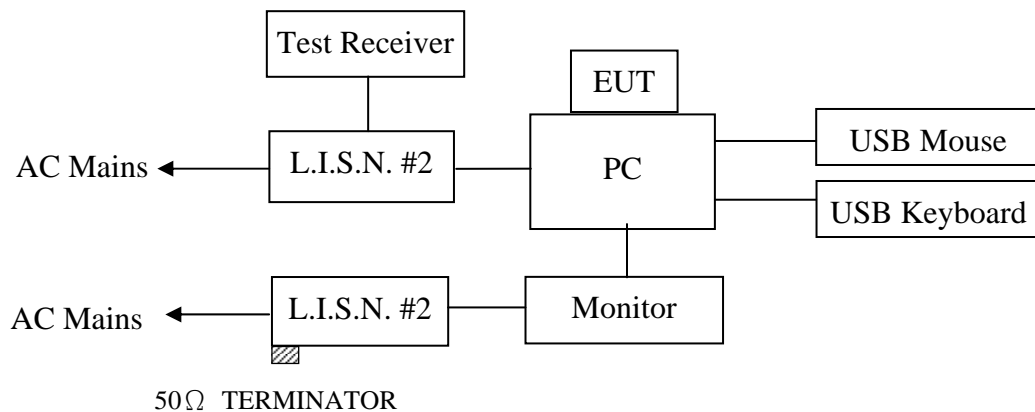 Test Receiver
EUT
AC Mains
L.I.S.N. #2
PC
USB Mouse
USB Keyboard
AC Mains
L.I.S.N. #2
Monitor
50Ω TERMINATOR